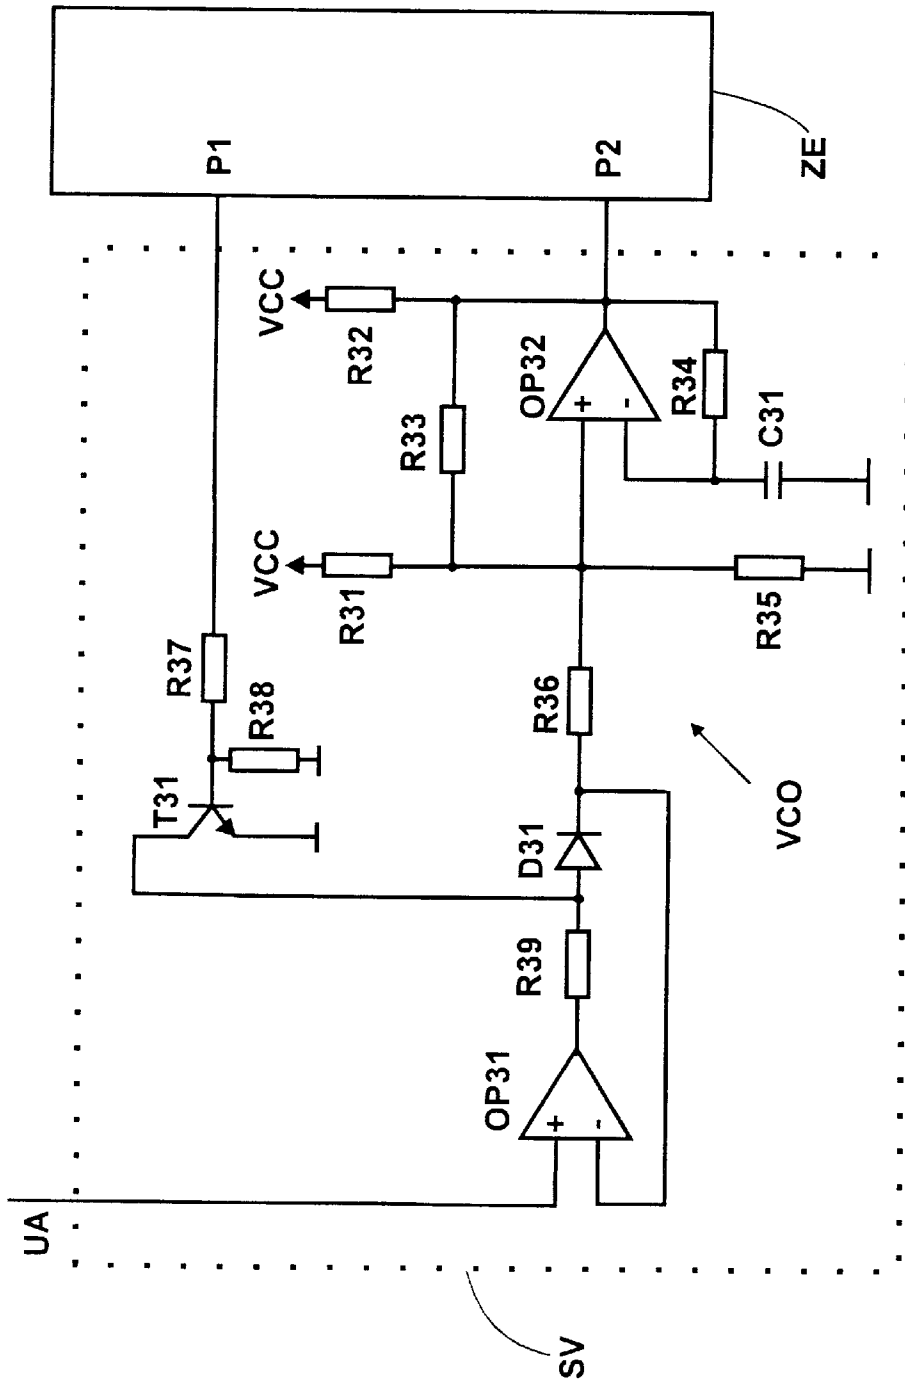 ZE
P1
P2
VCC
R32
OP32
+
-
R34
R33
C31
VCC
R31
R35
R37
R38
R36
T31
D31
VCO
R39
OP31
+
-
UA
SV